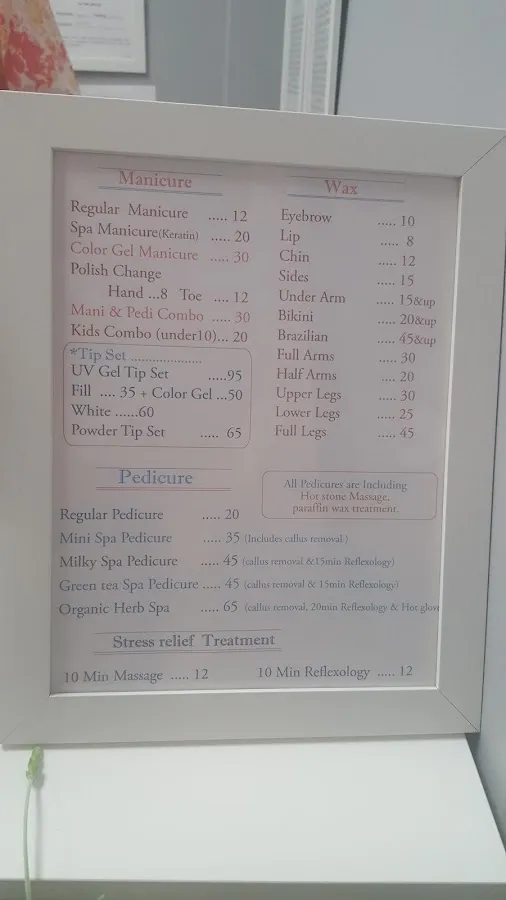 Manicure
Regular Manicure ..... 12
Spa Manicure(Keratin) ..... 20
Color Gel Manicure ..... 30
Polish Change
Hand ...8 Toe .... 12
Mani & Pedi Combo ..... 30
Kids Combo (under10)... 20
*Tip Set ....................
UV Gel Tip Set .....95
Fill .... 35 + Color Gel ...50
White ......60
Powder Tip Set ..... 65
Wax
Eyebrow ..... 10
Lip ..... 8
Chin ..... 12
Sides ..... 15
Under Arm ..... 15&up
Bikini ..... 20&up
Brazilian ..... 45&up
Full Arms ..... 30
Half Arms .... 20
Upper Legs ..... 30
Lower Legs ..... 25
Full Legs ..... 45
All Pedicures are Including
Hot stone Massage,
paraffin wax treatment.
Pedicure
Regular Pedicure ..... 20
Mini Spa Pedicure ..... 35 (Includes callus removal )
Milky Spa Pedicure ..... 45 (callus removal &15min Reflexology)
Green tea Spa Pedicure ..... 45 (callus removal & 15min Reflexology)
Organic Herb Spa ..... 65 (callus removal, 20min Reflexology & Hot glove
Stress relief Treatment
10 Min Massage ..... 12 10 Min Reflexology ..... 12